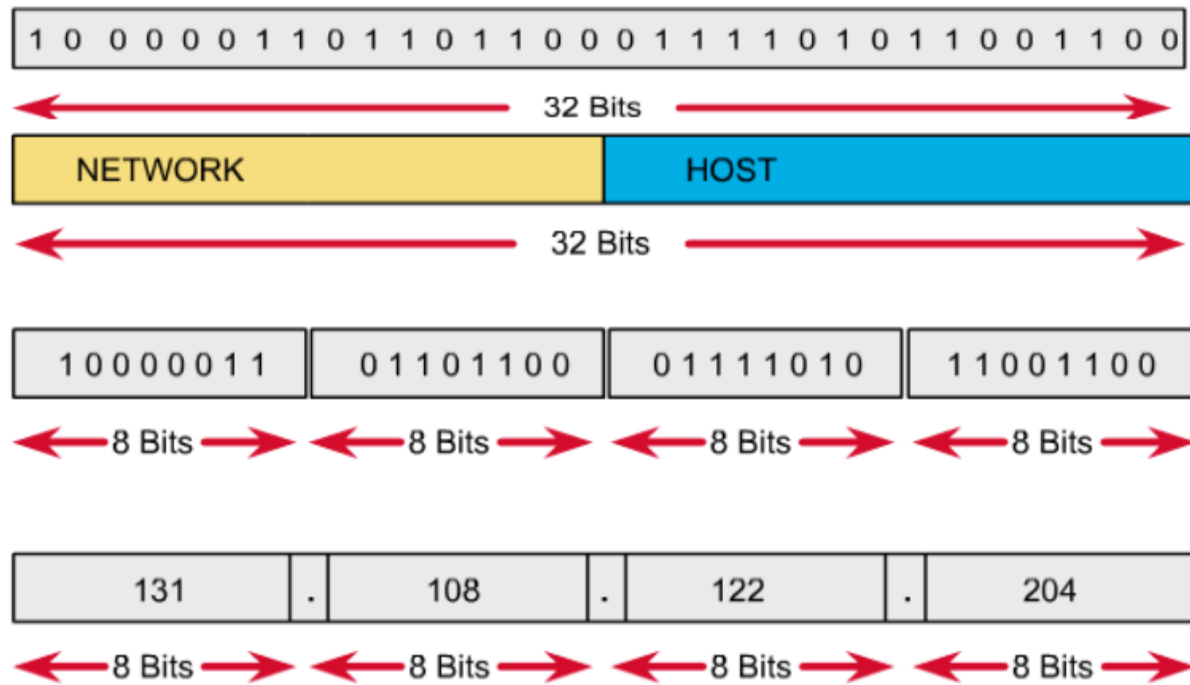 1 0 0 0 0 0 1 1 0 1 1 0 1 1 0 0 0 1 1 1 1 0 1 0 1 1 0 0 1 1 0 0
32 Bits
NETWORK HOST
32 Bits
1 0 0 0 0 0 1 1 0 1 1 0 1 1 0 0 0 1 1 1 1 0 1 0 1 1 0 0 1 1 0 0
8 Bits 8 Bits 8 Bits 8 Bits
131 . 108 . 122 . 204
8 Bits 8 Bits 8 Bits 8 Bits